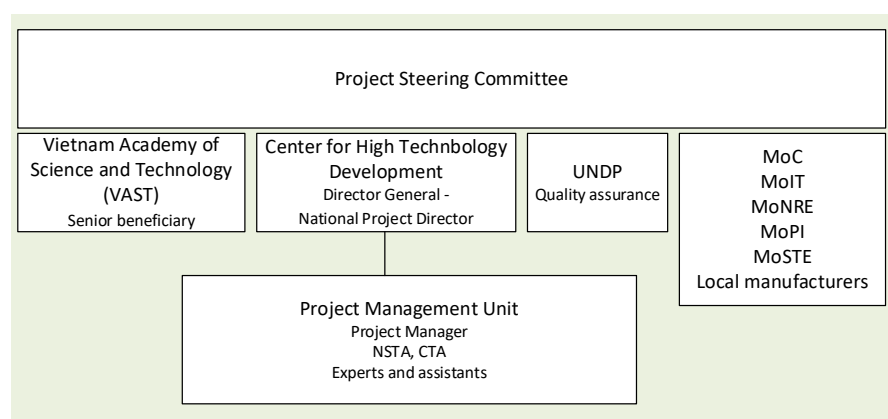 Project Steering Committee
Vietnam Academy of
Science and Technology
(VAST)
Senior beneficiary
Center for High Technbology
Development
Director General -
National Project Director
UNDP
Quality assurance
MoC
MoIT
MoNRE
MoPI
MoSTE
Local manufacturers
Project Management Unit
Project Manager
NSTA, CTA
Experts and assistants